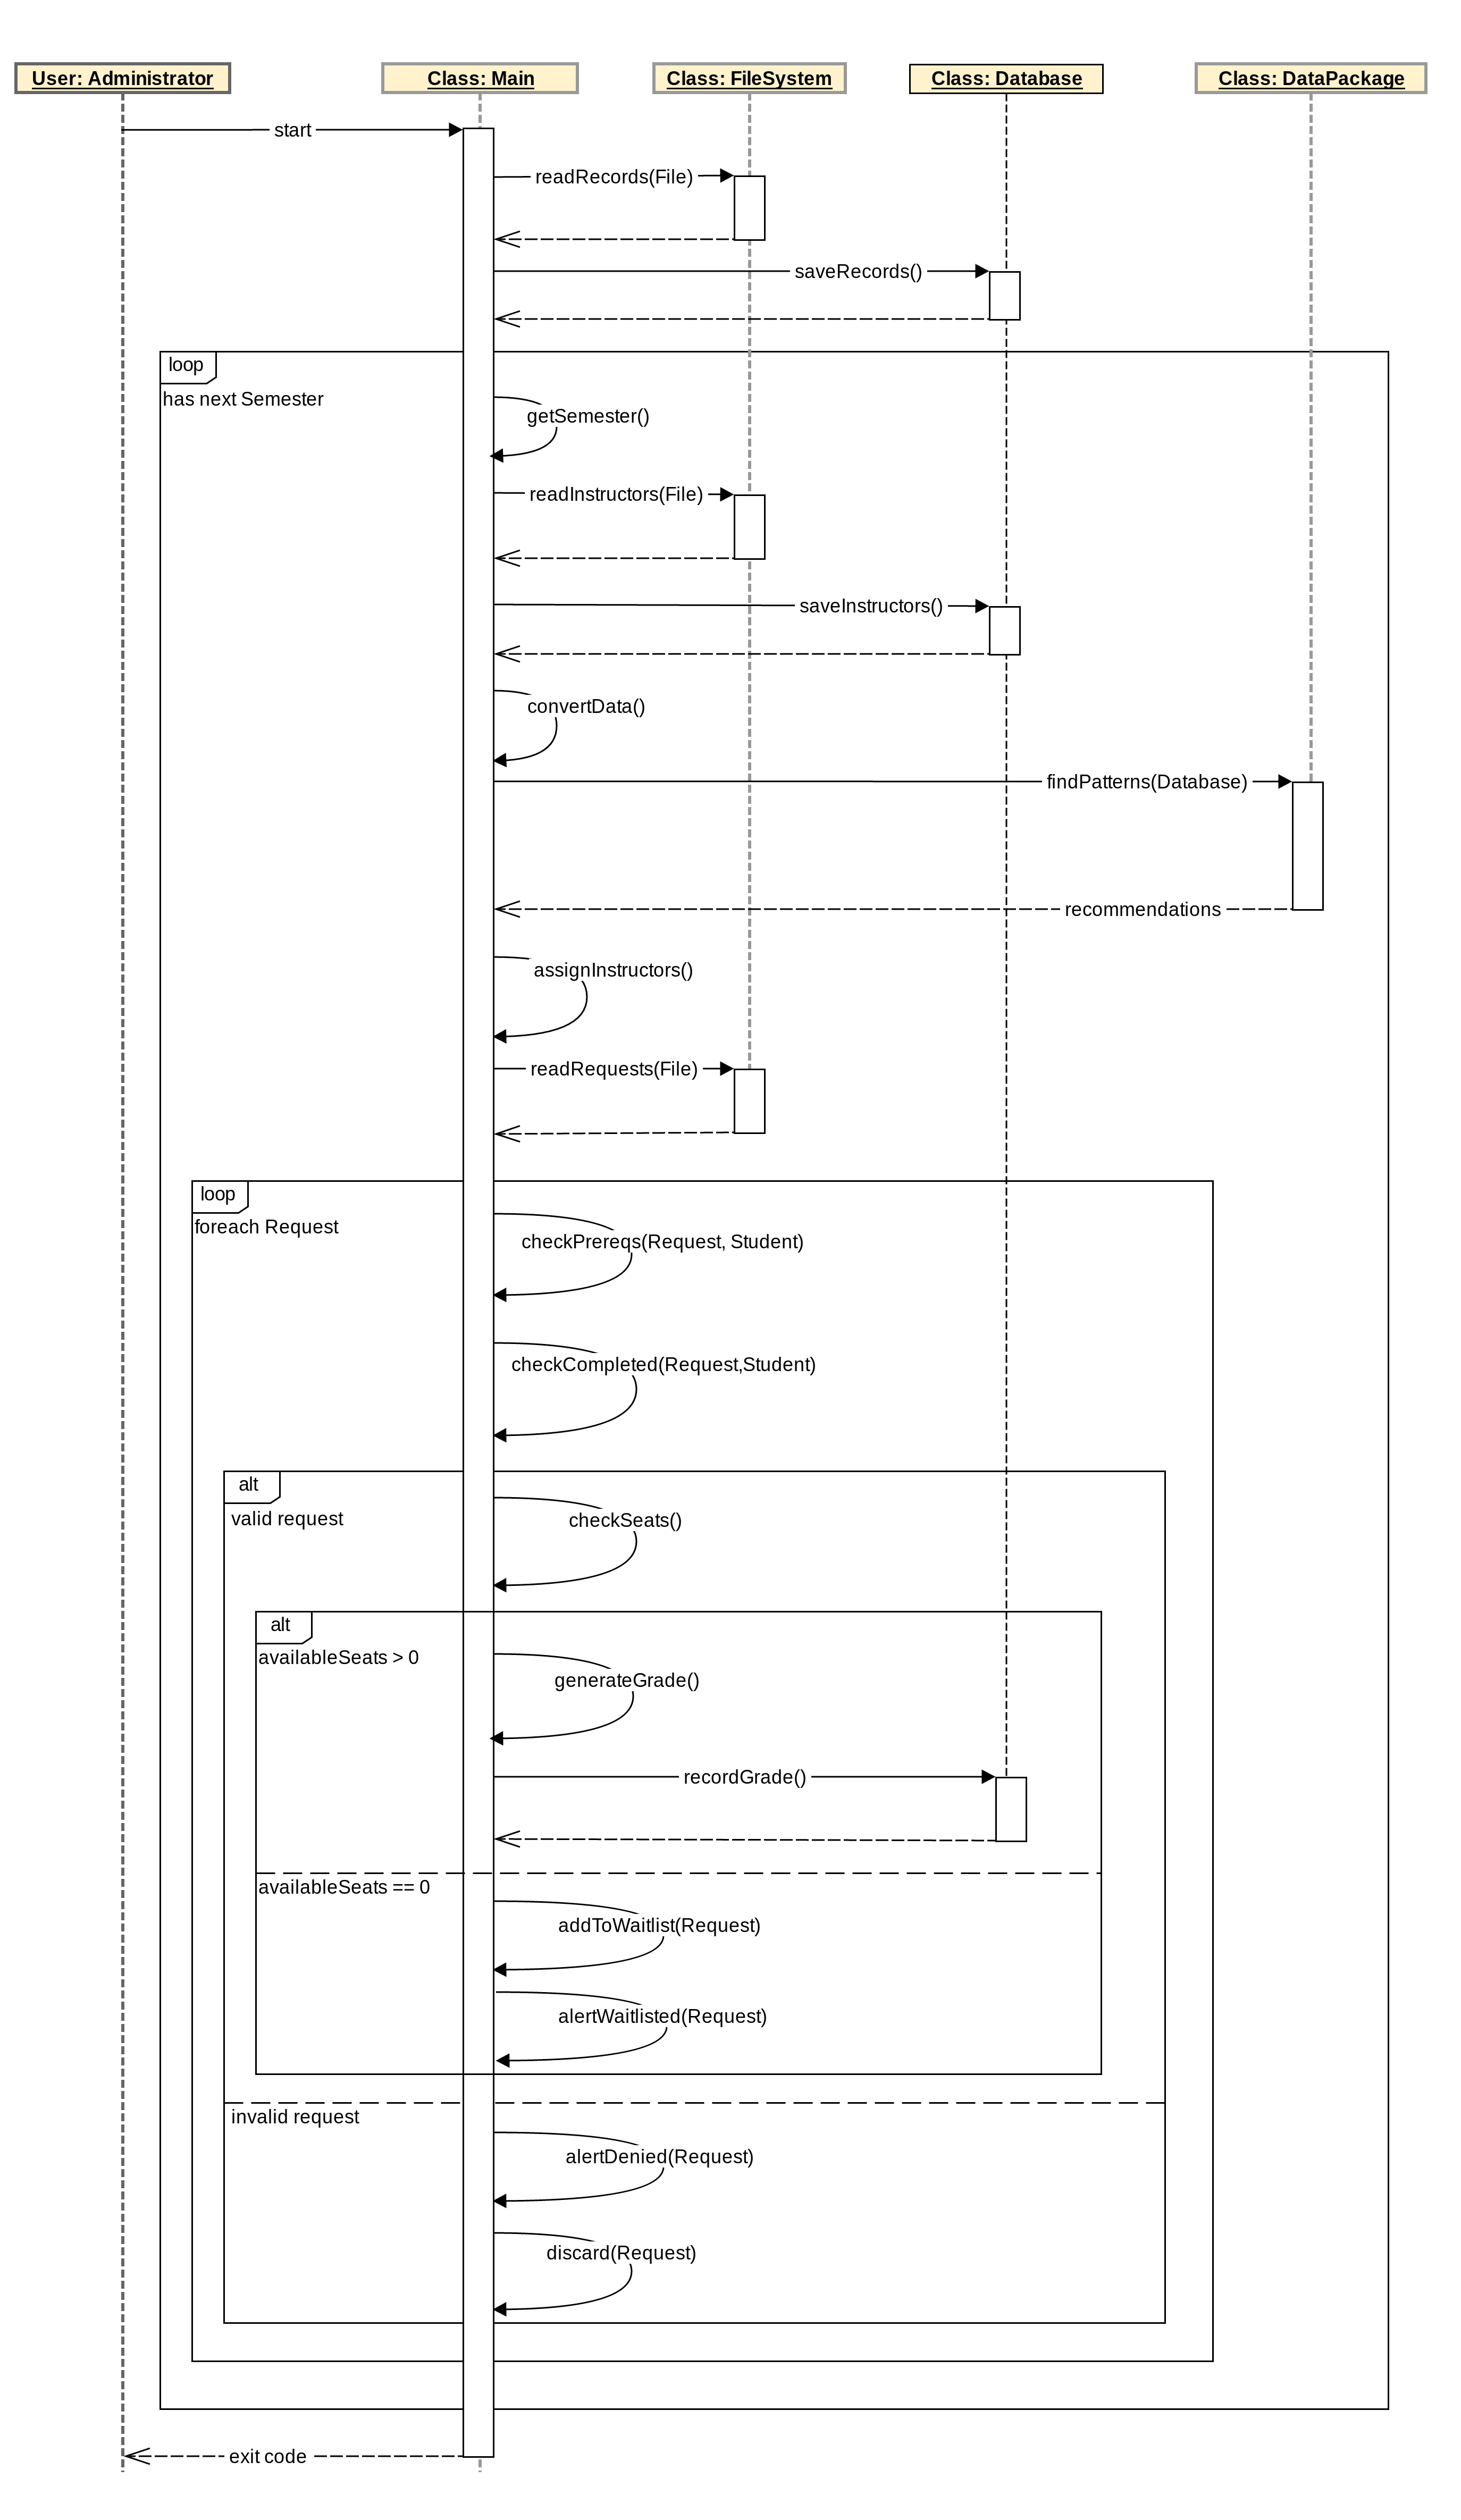 User: Administrator
Class: Main
Class: FileSystem
Class: Database
Class: DataPackage
start
readRecords(File)
saveRecords()
loop
has next Semester
getSemester()
readInstructors(File)
saveInstructors()
convertData()
findPatterns(Database)
recommendations
assignInstructors()
readRequests(File)
loop
foreach Request
checkPrereqs(Request, Student)
checkCompleted(Request,Student)
alt
valid request
checkSeats()
alt
availableSeats > 0
generateGrade()
recordGrade()
availableSeats == 0
addToWaitlist(Request)
alertWaitlisted(Request)
invalid request
alertDenied(Request)
discard(Request)
exit code